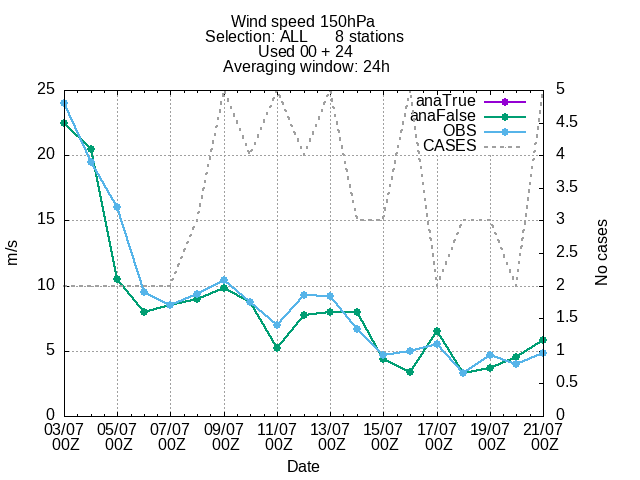 Wind speed 150hPa
Selection: ALL 8 stations
Used 00 + 24
Averaging window: 24h
anaTrue
anaFalse
OBS
CASES
25
20
15
10
5
0
m/s
5
4.5
4
3.5
3
2.5
2
1.5
1
0.5
0
No cases
03/07 05/07 07/07 09/07 11/07 13/07 15/07 17/07 19/07 21/07
00Z 00Z 00Z 00Z 00Z 00Z 00Z 00Z 00Z 00Z
Date